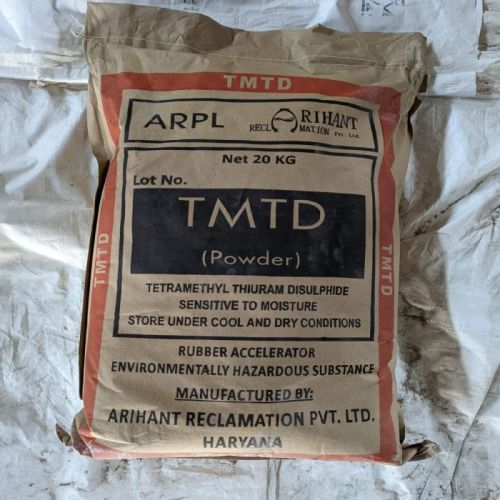 TMTD
ARPL
ARIHANT
RECLAMATION Pvt. Ltd.
Net 20 KG
Lot No.
TMTD
(Powder)
TETRAMETHYL THIURAM DISULPHIDE
SENSITIVE TO MOISTURE
STORE UNDER COOL AND DRY CONDITIONS
TMTD
TMTD
RUBBER ACCELERATOR
ENVIRONMENTALLY HAZARDOUS SUBSTANCE
MANUFACTURED BY:
ARIHANT RECLAMATION PVT. LTD.
HARYANA